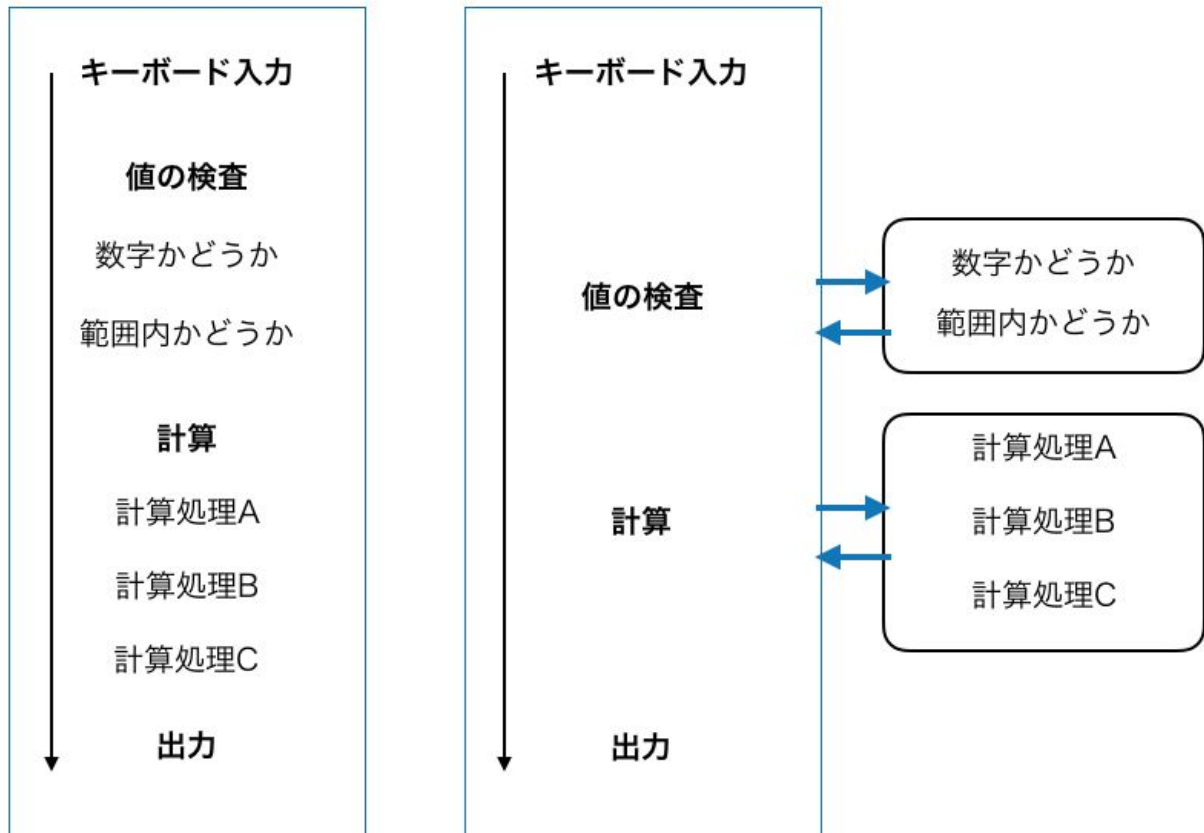 キーボード入力
値の検査
数字かどうか
範囲内かどうか
計算
計算処理A
計算処理B
計算処理C
出力
キーボード入力
値の検査
計算
出力
数字かどうか
範囲内かどうか
計算処理A
計算処理B
計算処理C